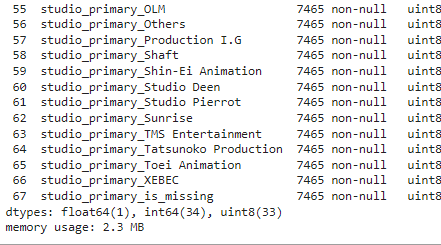 55 studio_primary_OLM 7465 non-null uint8
56 studio_primary_Others 7465 non-null uint8
57 studio_primary_Production I.G 7465 non-null uint8
58 studio_primary_Shaft 7465 non-null uint8
59 studio_primary_Shin-Ei Animation 7465 non-null uint8
60 studio_primary_Studio Deen 7465 non-null uint8
61 studio_primary_Studio Pierrot 7465 non-null uint8
62 studio_primary_Sunrise 7465 non-null uint8
63 studio_primary_TMS Entertainment 7465 non-null uint8
64 studio_primary_Tatsunoko Production 7465 non-null uint8
65 studio_primary_Toei Animation 7465 non-null uint8
66 studio_primary_XEBEC 7465 non-null uint8
67 studio_primary_is_missing 7465 non-null uint8
dtypes: float64(1), int64(34), uint8(33)
memory usage: 2.3 MB